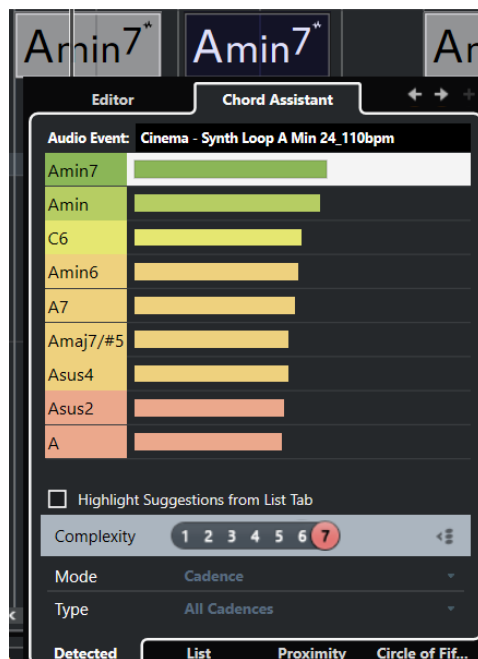 Amin7* Amin7* Am
Editor Chord Assistant
Audio Event: Cinema - Synth Loop A Min 24_110bpm
Amin7
Amin
C6
Amin6
A7
Amaj7/#5
Asus4
Asus2
A
Highlight Suggestions from List Tab
Complexity 1 2 3 4 5 6 7
Mode Cadence
Type All Cadences
Detected List Proximity Circle of Fif...